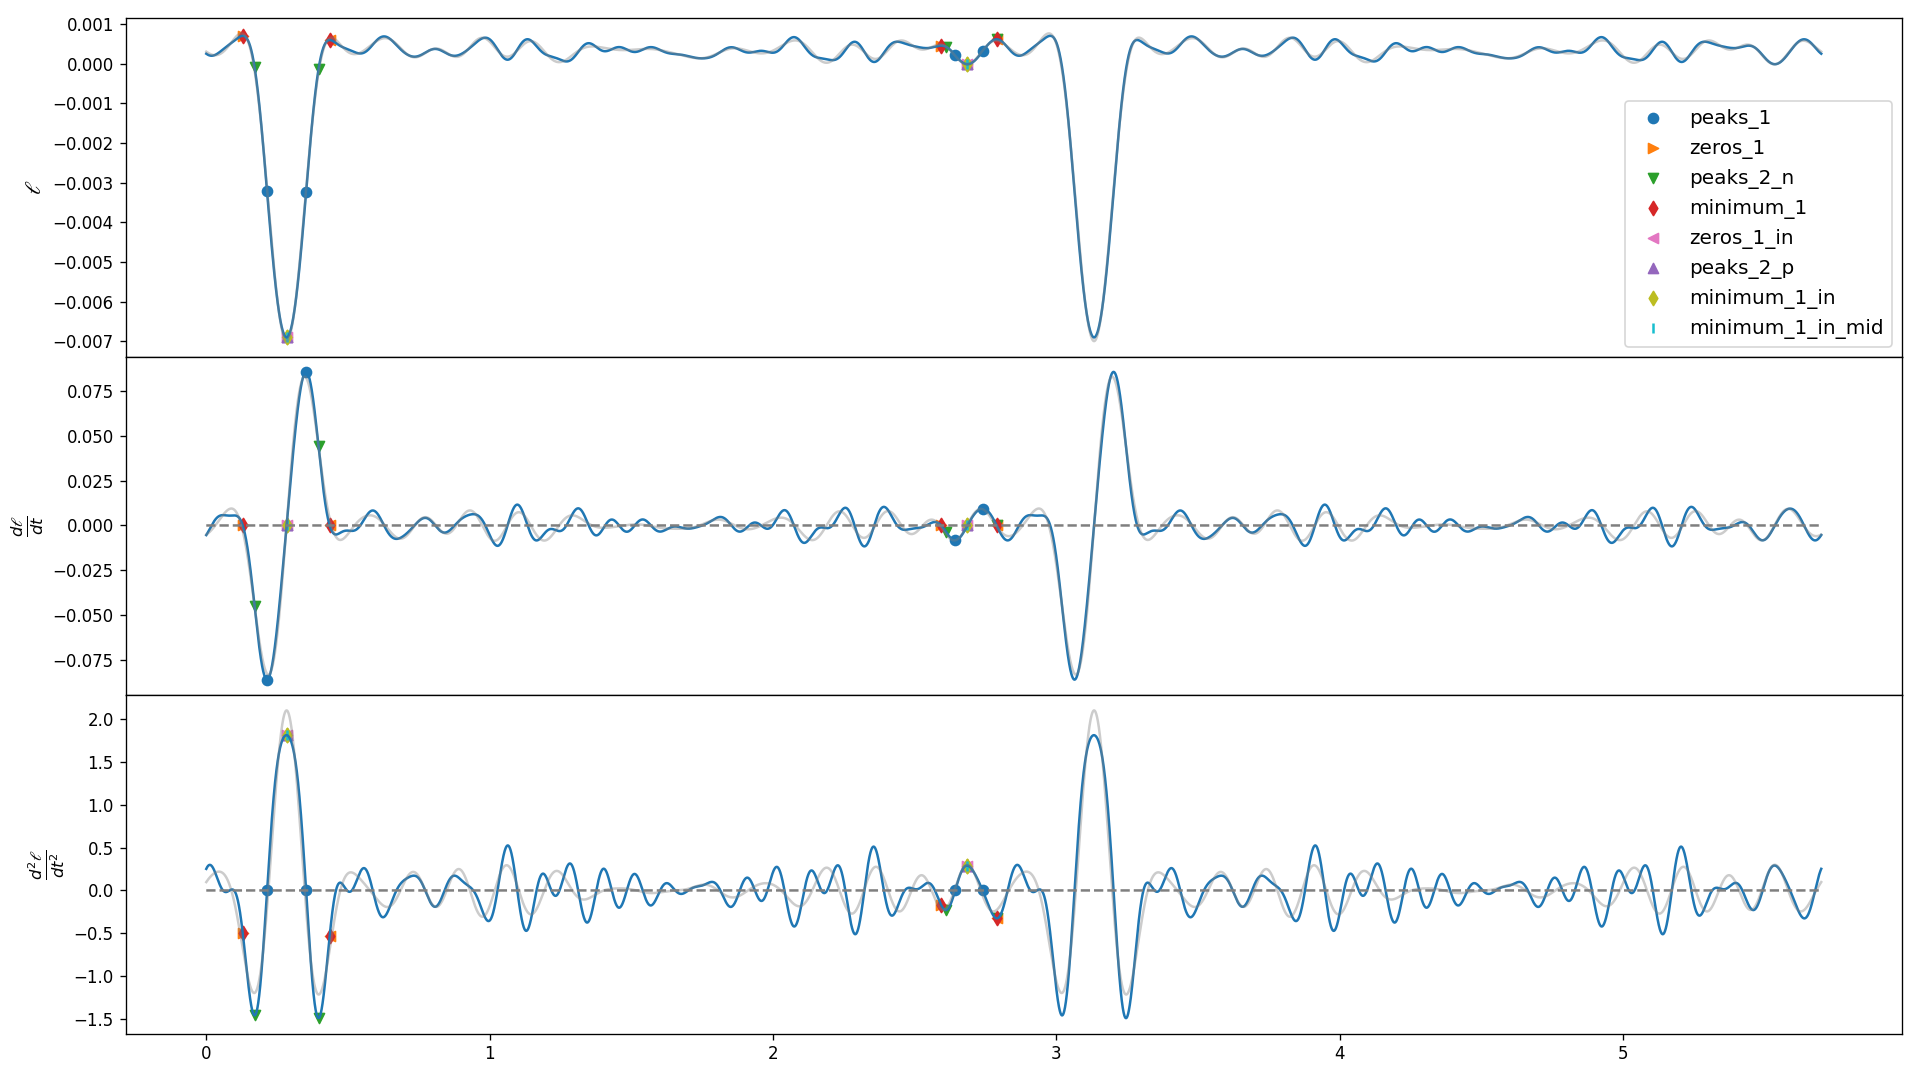 0.001
0.000
−0.001
−0.002
−0.003
−0.004
−0.005
−0.006
−0.007
ℓ
peaks_1
zeros_1
peaks_2_n
minimum_1
zeros_1_in
peaks_2_p
minimum_1_in
minimum_1_in_mid
0.075
0.050
0.025
0.000
−0.025
−0.050
−0.075
dℓ
dt
2.0
1.5
1.0
0.5
0.0
−0.5
−1.0
−1.5
d²ℓ
dt²
0 1 2 3 4 5